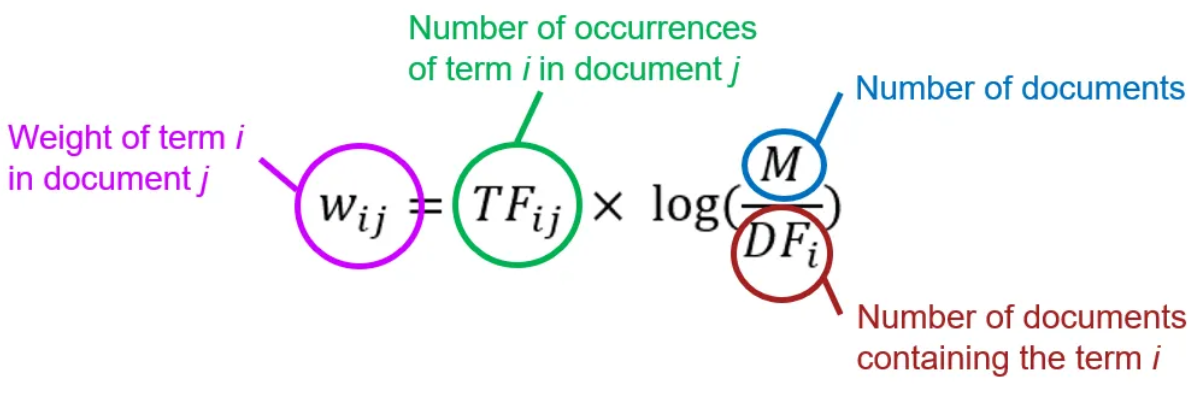 Number of occurrences
of term i in document j
Number of documents
Weight of term i
in document j
w_{ij} = TF_{ij} × log(\frac{M}{DF_i})
Number of documents
containing the term i